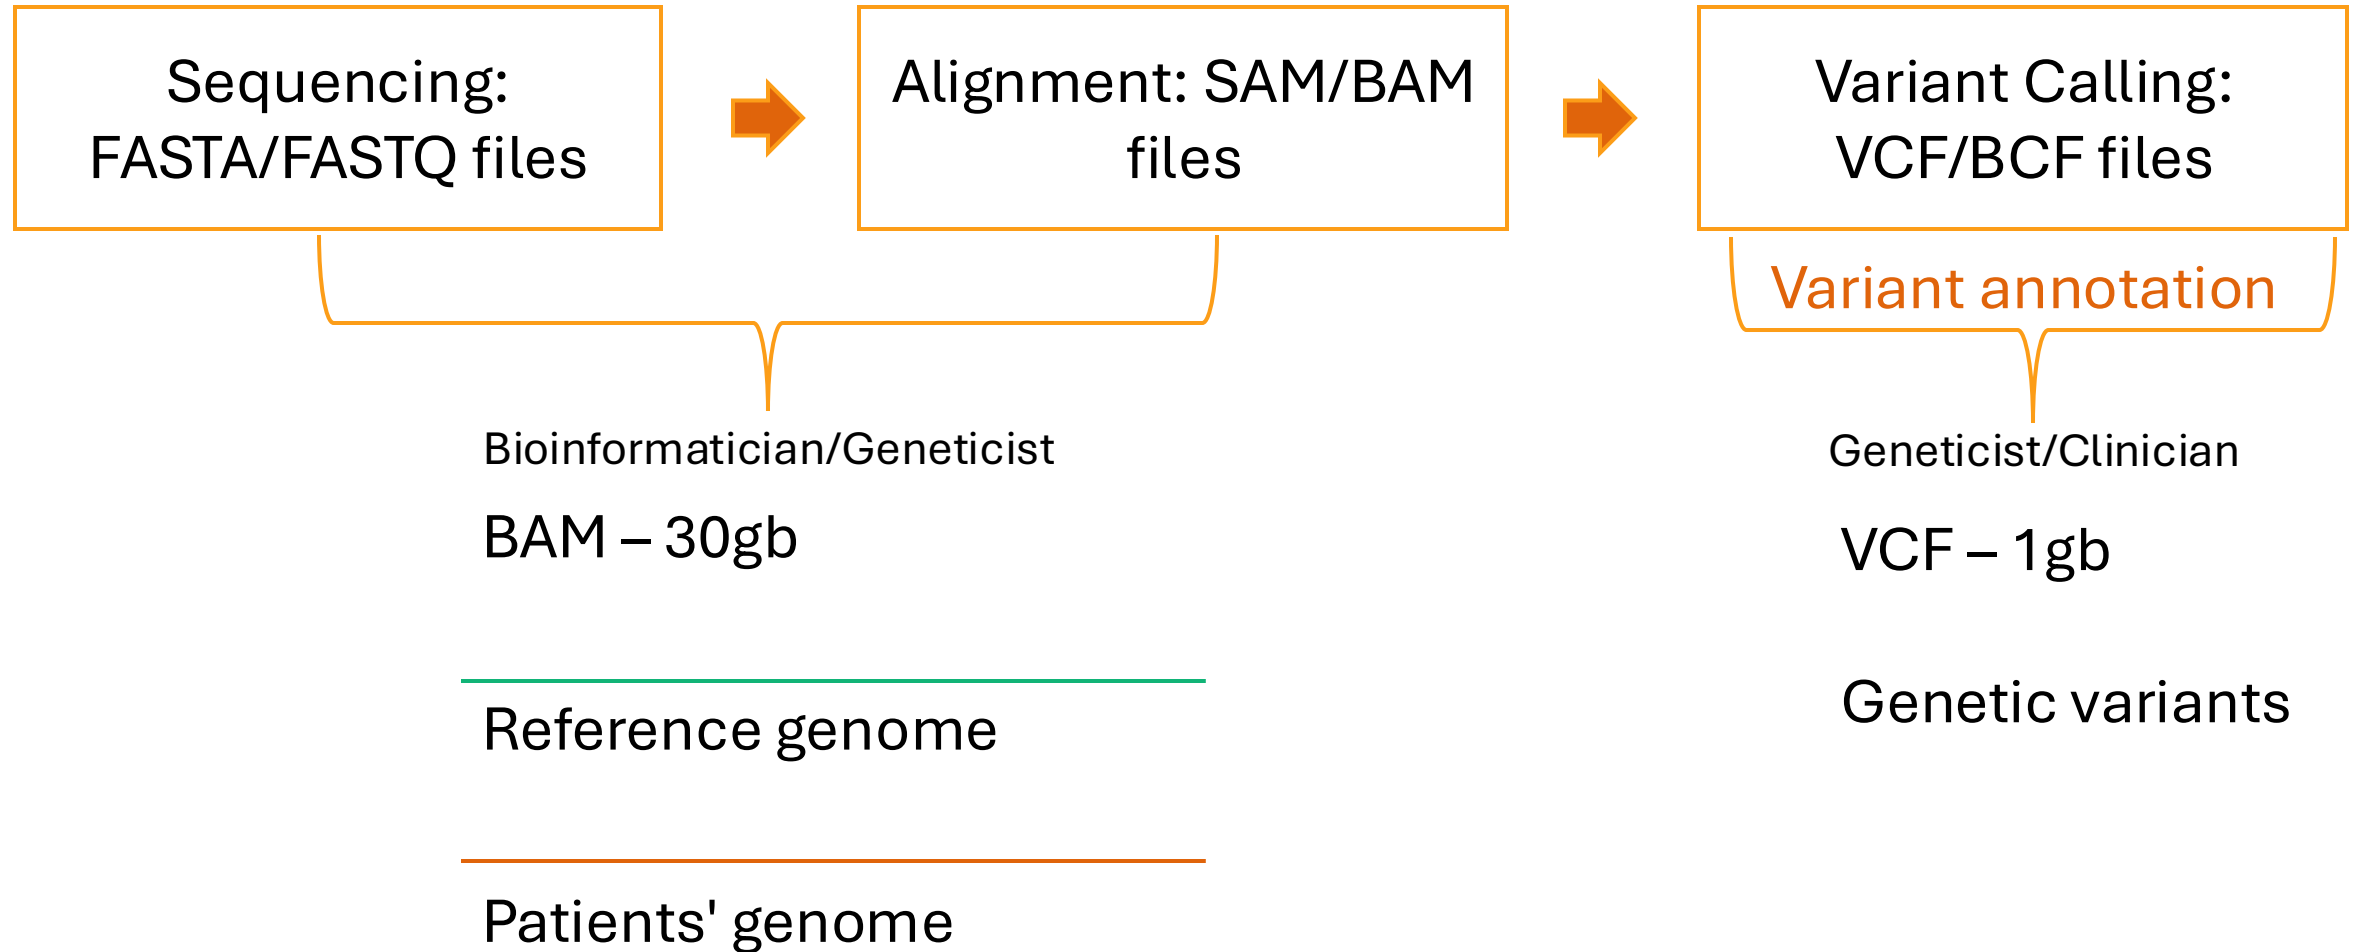 Sequencing:
FASTA/FASTQ files
Alignment: SAM/BAM
files
Variant Calling:
VCF/BCF files
Variant annotation
Bioinformatician/Geneticist
BAM – 30gb
Reference genome
Patients' genome
Geneticist/Clinician
VCF – 1gb
Genetic variants